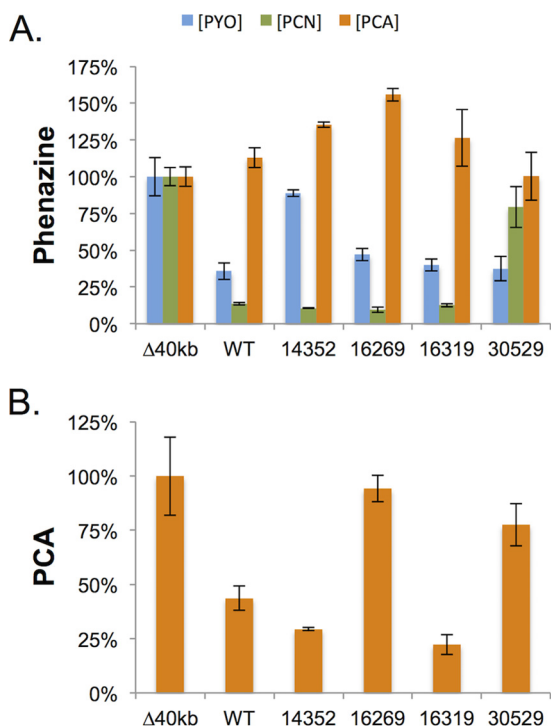 A.
[PYO] [PCN] [PCA]
Phenazine
175%
150%
125%
100%
75%
50%
25%
0%
Δ40kb WT 14352 16269 16319 30529
B.
PCA
125%
100%
75%
50%
25%
0%
Δ40kb WT 14352 16269 16319 30529